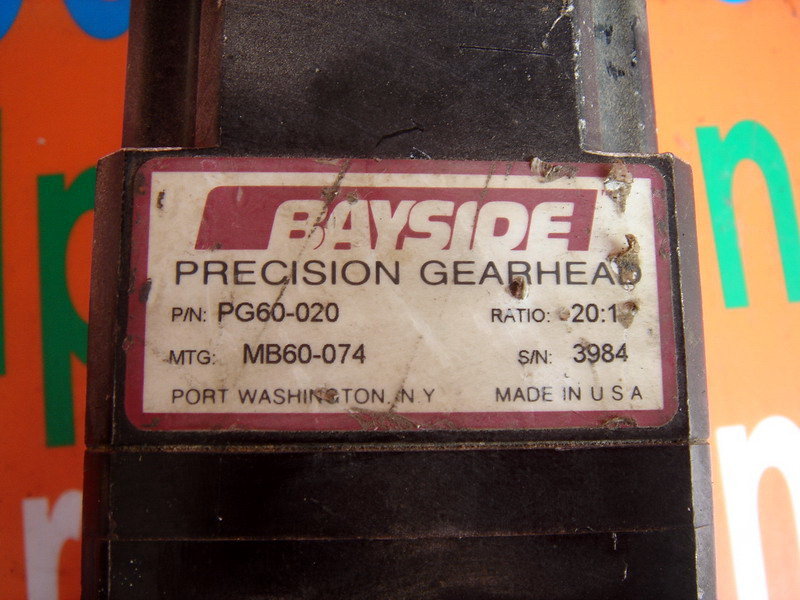 BAYSIDE
PRECISION GEARHEAD
P/N: PG60-020 RATIO: 20:1
MTG: MB60-074 S/N: 3984
PORT WASHINGTON, N.Y MADE IN U S A